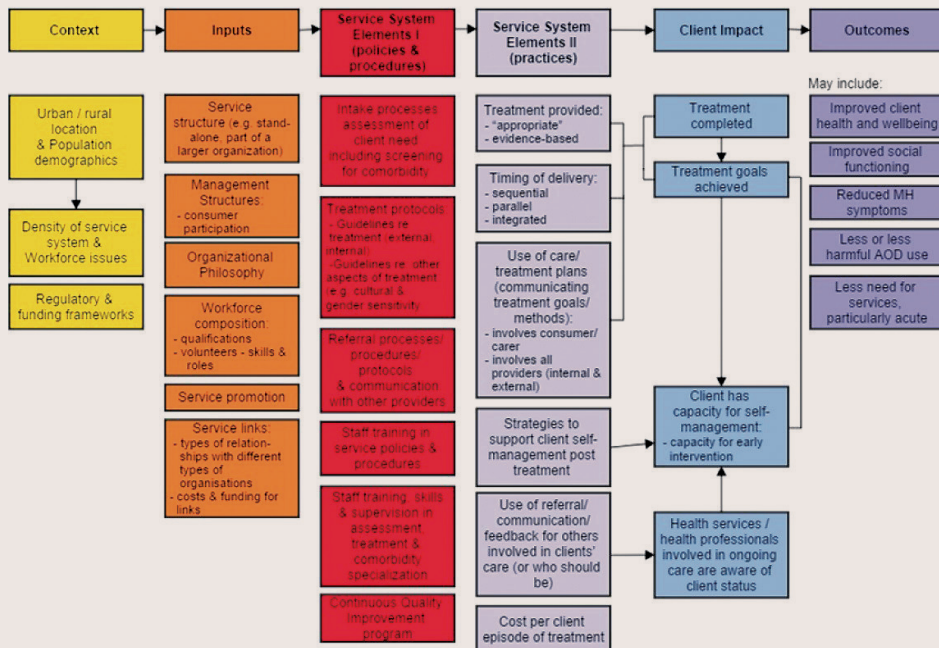 Context
Inputs
Service System
Elements I
(policies &
procedures)
Service System
Elements II
(practices)
Client Impact
Outcomes
Urban / rural
location
& Population
demographics
Density of service
system &
Workforce issues
Regulatory &
funding frameworks
Service
structure (e.g. stand-
alone, part of a
larger organization)
Management
Structures:
- consumer
participation
Organizational
Philosophy
Workforce
composition:
- qualifications
- volunteers - skills &
roles
Service promotion
Service links:
- types of relation-
ships with different
types of
organisations
- costs & funding for
links
Intake processes
assessment of
client need
including screening
for comorbidity
Treatment protocols
- Guidelines re
treatment (external,
internal)
-Guidelines re. other
aspects of treatment
(e.g. cultural &
gender sensitivity
Referral processes/
procedures/
protocols
& communication
with other providers
Staff training in
service policies &
procedures
Staff training, skills
& supervision in
assessment,
treatment &
comorbidity
specialization
Continuous Quality
Improvement
program
Treatment provided:
- "appropriate"
- evidence-based
Timing of delivery:
- sequential
- parallel
- integrated
Use of care/
treatment plans
(communicating
treatment goals/
methods):
- involves consumer/
carer
- involves all
providers (internal &
external)
Strategies to
support client self-
management post
treatment
Use of referral/
communication/
feedback for others
involved in clients'
care (or who should
be)
Cost per client
episode of treatment
Treatment
completed
Treatment goals
achieved
Client has
capacity for self-
management:
- capacity for early
intervention
Health services /
health professionals
involved in ongoing
care are aware of
client status
May include:
Improved client
health and wellbeing
Improved social
functioning
Reduced MH
symptoms
Less or less
harmful AOD use
Less need for
services,
particularly acute